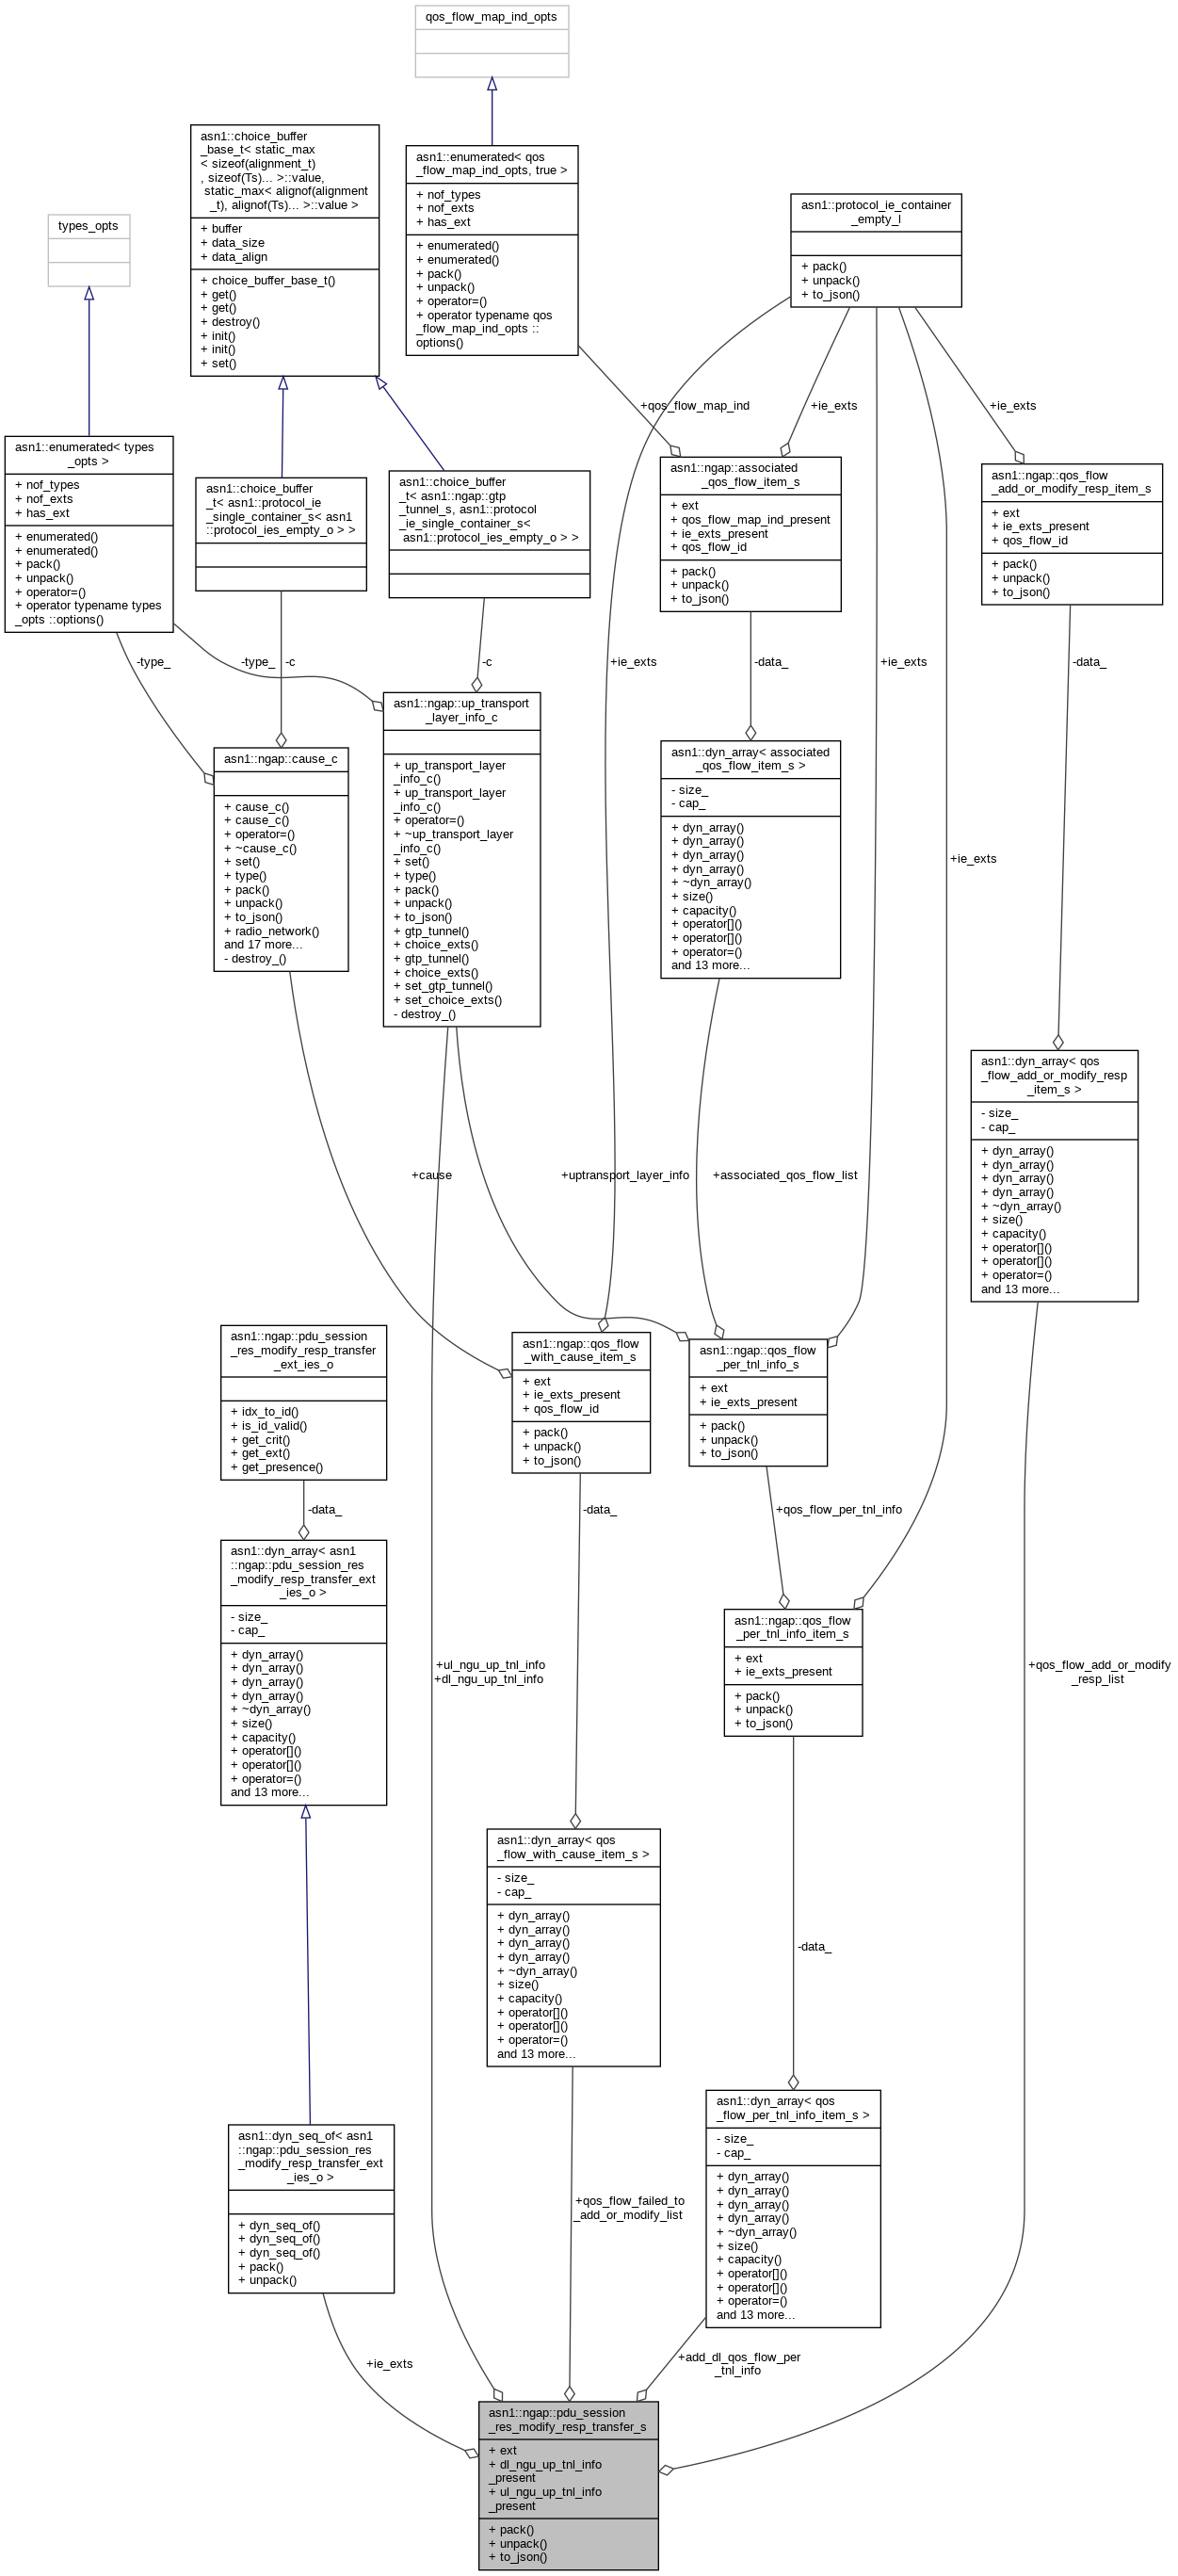 qos_flow_map_ind_opts
asn1::choice_buffer
_base_t< static_max
< sizeof(alignment_t)
, sizeof(Ts)... >::value,
static_max< alignof(alignment
_t), alignof(Ts)... >::value >
+ buffer
+ data_size
+ data_align
+ choice_buffer_base_t()
+ get()
+ get()
+ destroy()
+ init()
+ init()
+ set()
asn1::enumerated< qos
_flow_map_ind_opts, true >
+ nof_types
+ nof_exts
+ has_ext
+ enumerated()
+ enumerated()
+ pack()
+ unpack()
+ operator=()
+ operator typename qos
_flow_map_ind_opts ::
options()
asn1::protocol_ie_container
_empty_l
+ pack()
+ unpack()
+ to_json()
types_opts
+qos_flow_map_ind
+ie_exts
+ie_exts
asn1::enumerated< types
_opts >
+ nof_types
+ nof_exts
+ has_ext
+ enumerated()
+ enumerated()
+ pack()
+ unpack()
+ operator=()
+ operator typename types
_opts ::options()
asn1::choice_buffer
_t< asn1::protocol_ie
_single_container_s< asn1
::protocol_ies_empty_o > >
asn1::choice_buffer
_t< asn1::ngap::gtp
_tunnel_s, asn1::protocol
_ie_single_container_s<
asn1::protocol_ies_empty_o > >
asn1::ngap::associated
_qos_flow_item_s
+ ext
+ qos_flow_map_ind_present
+ ie_exts_present
+ qos_flow_id
+ pack()
+ unpack()
+ to_json()
asn1::ngap::qos_flow
_add_or_modify_resp_item_s
+ ext
+ ie_exts_present
+ qos_flow_id
+ pack()
+ unpack()
+ to_json()
-type_
-type_
-c
-c
+ie_exts
-data_
+ie_exts
-data_
asn1::ngap::cause_c
+ cause_c()
+ cause_c()
+ operator=()
+ ~cause_c()
+ set()
+ type()
+ pack()
+ unpack()
+ to_json()
+ radio_network()
and 17 more...
- destroy_()
asn1::ngap::up_transport
_layer_info_c
+ up_transport_layer
_info_c()
+ up_transport_layer
_info_c()
+ operator=()
+ ~up_transport_layer
_info_c()
+ set()
+ type()
+ pack()
+ unpack()
+ to_json()
+ gtp_tunnel()
+ choice_exts()
+ gtp_tunnel()
+ choice_exts()
+ set_gtp_tunnel()
+ set_choice_exts()
- destroy_()
asn1::dyn_array< associated
_qos_flow_item_s >
- size_
- cap_
+ dyn_array()
+ dyn_array()
+ dyn_array()
+ dyn_array()
+ ~dyn_array()
+ size()
+ capacity()
+ operator[]()
+ operator[]()
+ operator=()
and 13 more...
+ie_exts
asn1::dyn_array< qos
_flow_add_or_modify_resp
_item_s >
- size_
- cap_
+ dyn_array()
+ dyn_array()
+ dyn_array()
+ dyn_array()
+ ~dyn_array()
+ size()
+ capacity()
+ operator[]()
+ operator[]()
+ operator=()
and 13 more...
+cause
+uptransport_layer_info
+associated_qos_flow_list
asn1::ngap::pdu_session
_res_modify_resp_transfer
_ext_ies_o
+ idx_to_id()
+ is_id_valid()
+ get_crit()
+ get_ext()
+ get_presence()
asn1::ngap::qos_flow
_with_cause_item_s
+ ext
+ ie_exts_present
+ qos_flow_id
+ pack()
+ unpack()
+ to_json()
asn1::ngap::qos_flow
_per_tnl_info_s
+ ext
+ ie_exts_present
+ pack()
+ unpack()
+ to_json()
-data_
-data_
+qos_flow_per_tnl_info
asn1::dyn_array< asn1
::ngap::pdu_session_res
_modify_resp_transfer_ext
_ies_o >
- size_
- cap_
+ dyn_array()
+ dyn_array()
+ dyn_array()
+ dyn_array()
+ ~dyn_array()
+ size()
+ capacity()
+ operator[]()
+ operator[]()
+ operator=()
and 13 more...
+ul_ngu_up_tnl_info
+dl_ngu_up_tnl_info
asn1::ngap::qos_flow
_per_tnl_info_item_s
+ ext
+ ie_exts_present
+ pack()
+ unpack()
+ to_json()
+qos_flow_add_or_modify
_resp_list
asn1::dyn_array< qos
_flow_with_cause_item_s >
- size_
- cap_
+ dyn_array()
+ dyn_array()
+ dyn_array()
+ dyn_array()
+ ~dyn_array()
+ size()
+ capacity()
+ operator[]()
+ operator[]()
+ operator=()
and 13 more...
-data_
asn1::dyn_array< qos
_flow_per_tnl_info_item_s >
- size_
- cap_
+ dyn_array()
+ dyn_array()
+ dyn_array()
+ dyn_array()
+ ~dyn_array()
+ size()
+ capacity()
+ operator[]()
+ operator[]()
+ operator=()
and 13 more...
asn1::dyn_seq_of< asn1
::ngap::pdu_session_res
_modify_resp_transfer_ext
_ies_o >
+ dyn_seq_of()
+ dyn_seq_of()
+ dyn_seq_of()
+ pack()
+ unpack()
+qos_flow_failed_to
_add_or_modify_list
+ie_exts
+add_dl_qos_flow_per
_tnl_info
asn1::ngap::pdu_session
_res_modify_resp_transfer_s
+ ext
+ dl_ngu_up_tnl_info
_present
+ ul_ngu_up_tnl_info
_present
+ pack()
+ unpack()
+ to_json()